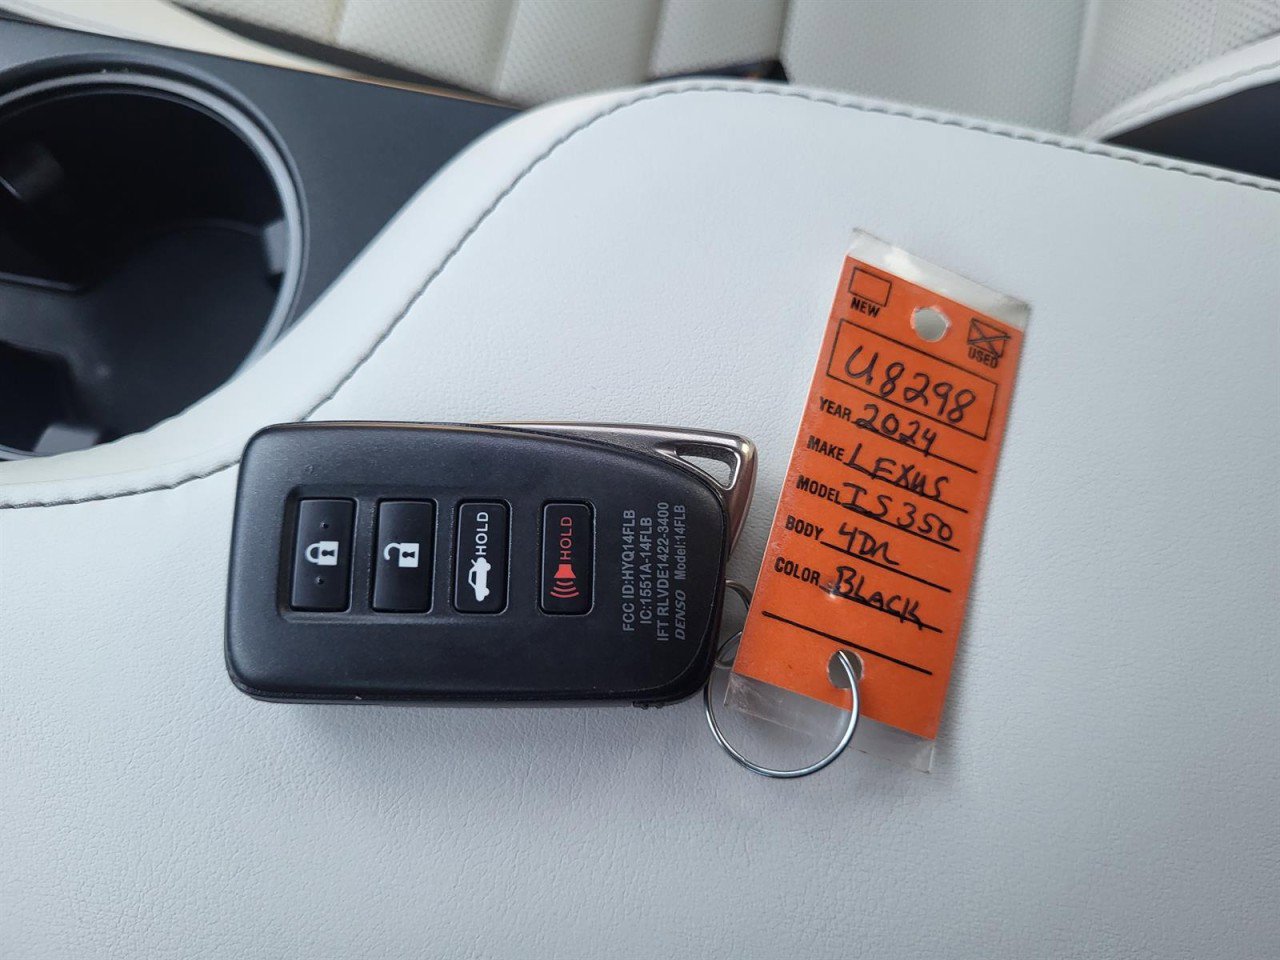 HOLD
HOLD
FCC ID:HYQ14FLB
IC:1551A-14FLB
IFT RLVDE1422-3400
DENSO Model:14FLB
NEW
USED
U8298
YEAR 2024
MAKE LEXUS
MODEL IS350
BODY 4DR
COLOR BLACK